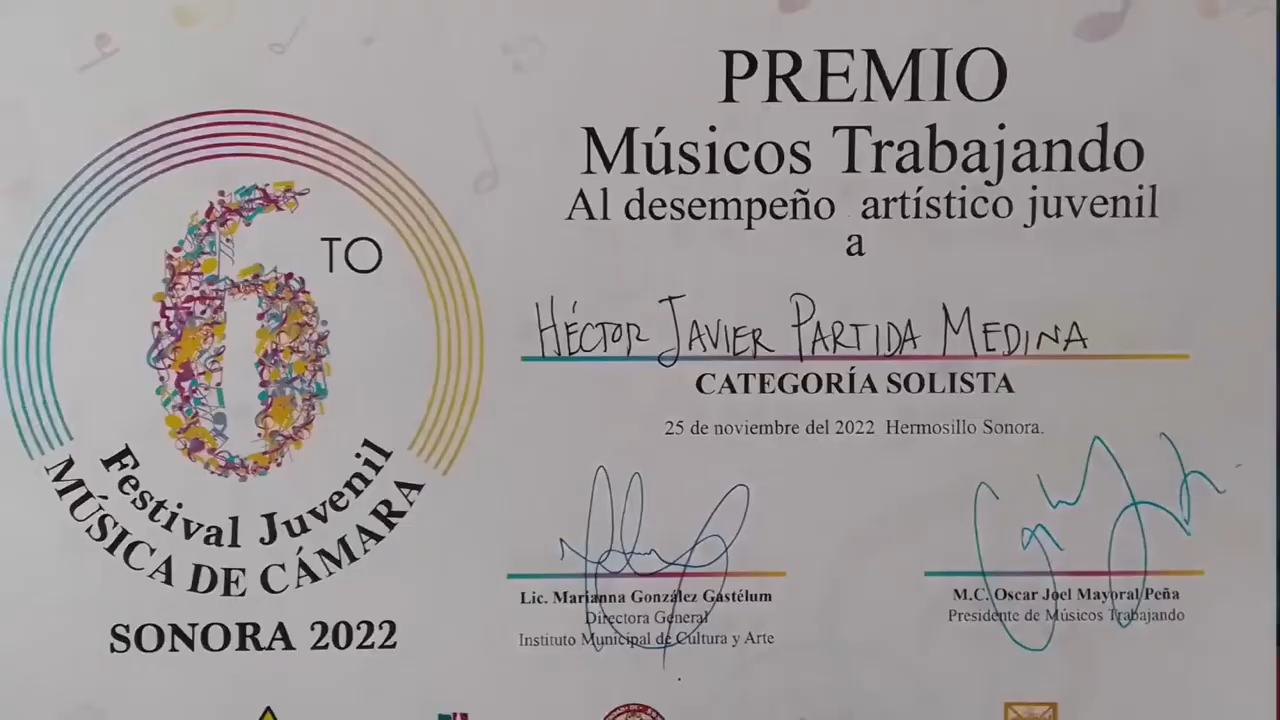 PREMIO
Músicos Trabajando
Al desempeño artístico juvenil
a
HÉCTOR JAVIER PARTIDA MEDINA
CATEGORÍA SOLISTA
25 de noviembre del 2022 Hermosillo Sonora.
6TO
Festival Juvenil
MÚSICA DE CÁMARA
SONORA 2022
Lic. Marianna González Gastélum
Directora General
Instituto Municipal de Cultura y Arte
M.C. Oscar Joel Mayoral Peña
Presidente de Músicos Trabajando